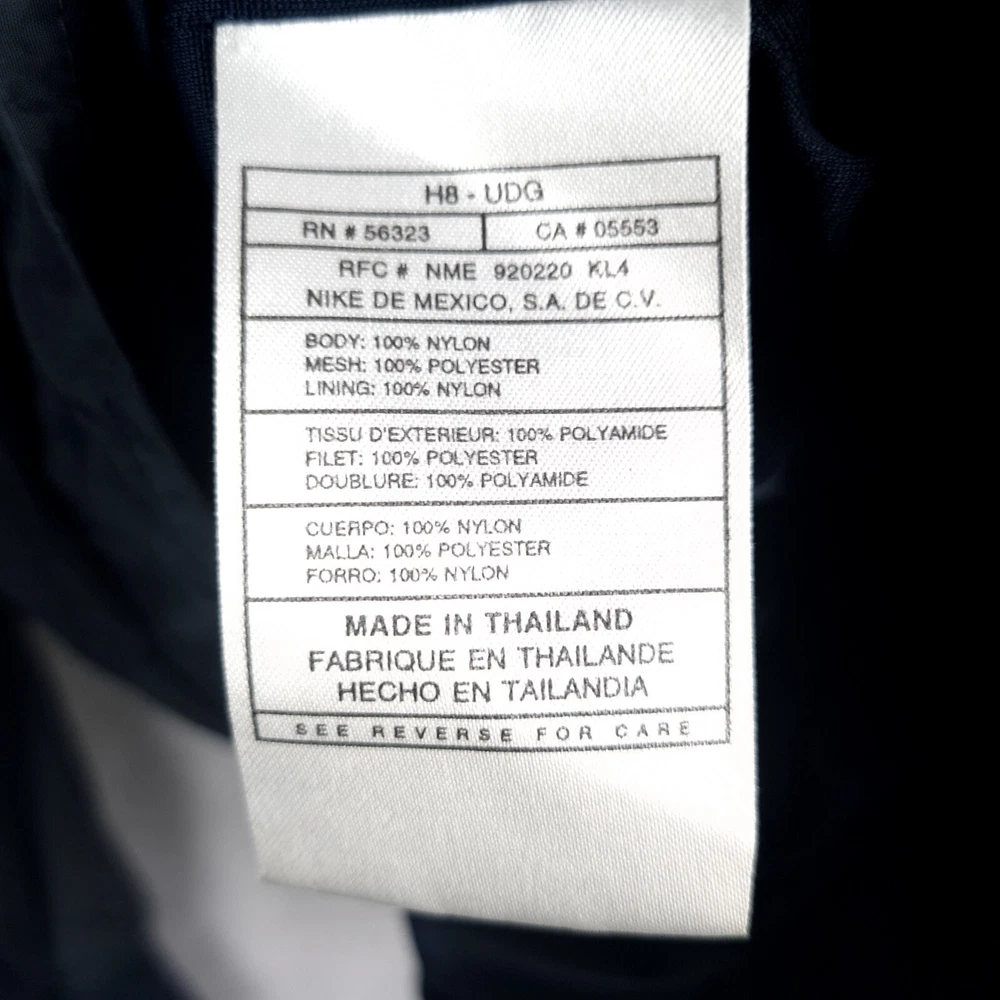 H8 - UDG
RN # 56323 CA # 05553
RFC # NME 920220 KL4
NIKE DE MEXICO, S.A. DE C.V.
BODY: 100% NYLON
MESH: 100% POLYESTER
LINING: 100% NYLON
TISSU D'EXTERIEUR: 100% POLYAMIDE
FILET: 100% POLYESTER
DOUBLURE: 100% POLYAMIDE
CUERPO: 100% NYLON
MALLA: 100% POLYESTER
FORRO: 100% NYLON
MADE IN THAILAND
FABRIQUE EN THAILANDE
HECHO EN TAILANDIA
SEE REVERSE FOR CARE